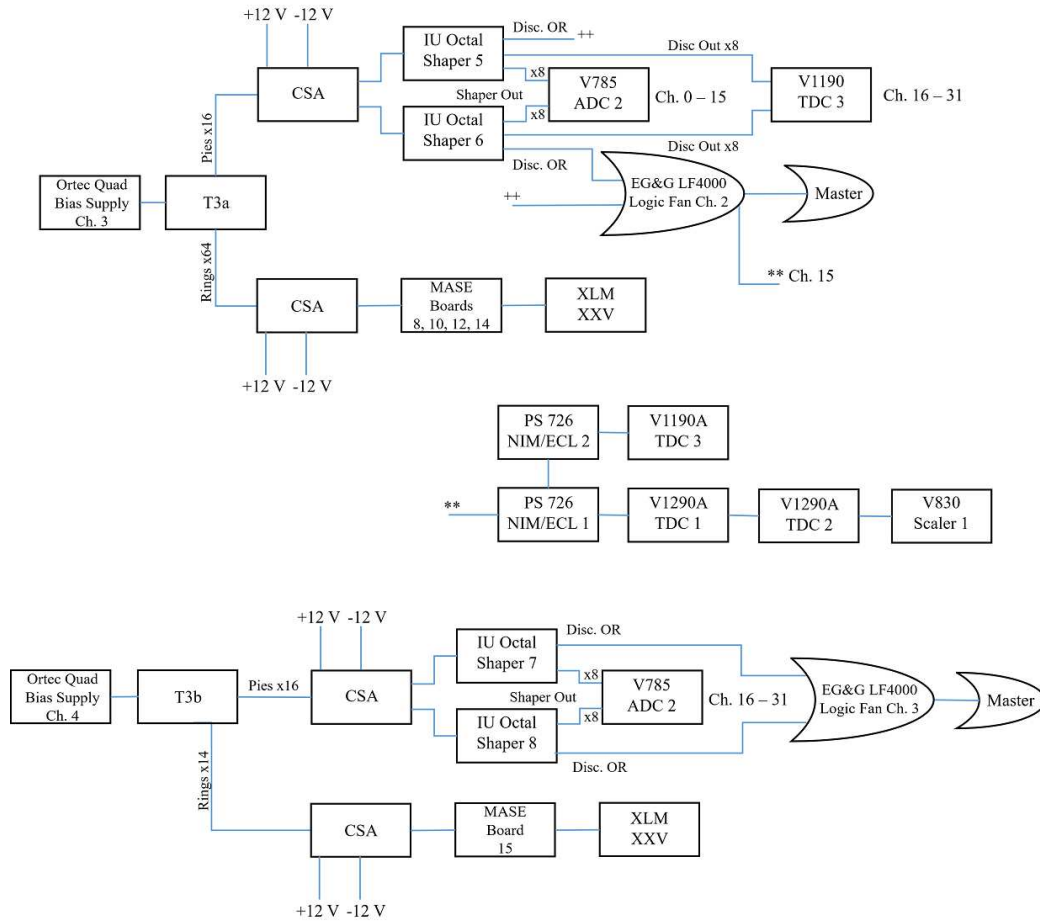 +12 V
-12 V
CSA
IU Octal
Shaper 5
Disc. OR
++
Disc Out x8
x8
Shaper Out
x8
V785
ADC 2
Ch. 0 – 15
V1190
TDC 3
Ch. 16 – 31
IU Octal
Shaper 6
Disc Out x8
Disc. OR
++
EG&G LF4000
Logic Fan Ch. 2
Master
** Ch. 15
Pies x16
Ortec Quad
Bias Supply
Ch. 3
T3a
Rings x64
CSA
+12 V
-12 V
MASE
Boards
8, 10, 12, 14
XLM
XXV
PS 726
NIM/ECL 2
V1190A
TDC 3
**
PS 726
NIM/ECL 1
V1290A
TDC 1
V1290A
TDC 2
V830
Scaler 1
+12 V
-12 V
Ortec Quad
Bias Supply
Ch. 4
T3b
Pies x16
CSA
IU Octal
Shaper 7
Disc. OR
x8
Shaper Out
x8
V785
ADC 2
Ch. 16 – 31
IU Octal
Shaper 8
Disc. OR
EG&G LF4000
Logic Fan Ch. 3
Master
Rings x14
CSA
+12 V
-12 V
MASE
Board
15
XLM
XXV